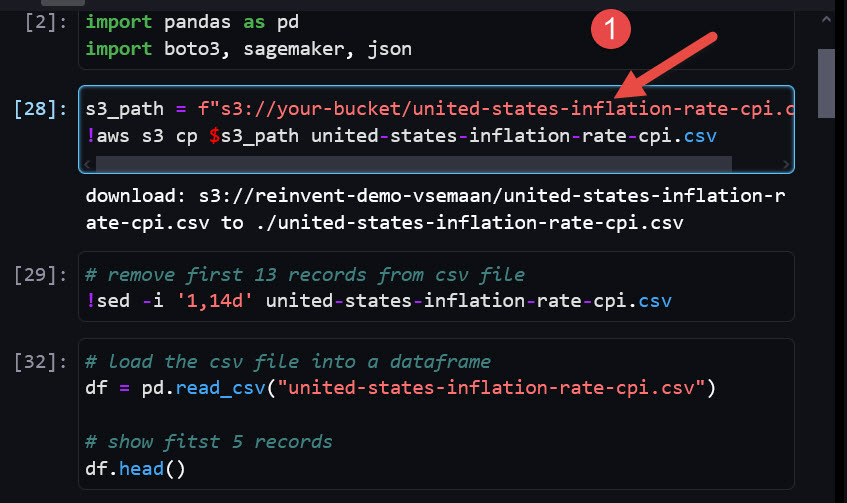 [2]: import pandas as pd
import boto3, sagemaker, json
1
[28]: s3_path = f"s3://your-bucket/united-states-inflation-rate-cpi.c
!aws s3 cp $s3_path united-states-inflation-rate-cpi.csv
download: s3://reinvent-demo-vsemaan/united-states-inflation-r
ate-cpi.csv to ./united-states-inflation-rate-cpi.csv
[29]: # remove first 13 records from csv file
!sed -i '1,14d' united-states-inflation-rate-cpi.csv
[32]: # load the csv file into a dataframe
df = pd.read_csv("united-states-inflation-rate-cpi.csv")
# show fitst 5 records
df.head()